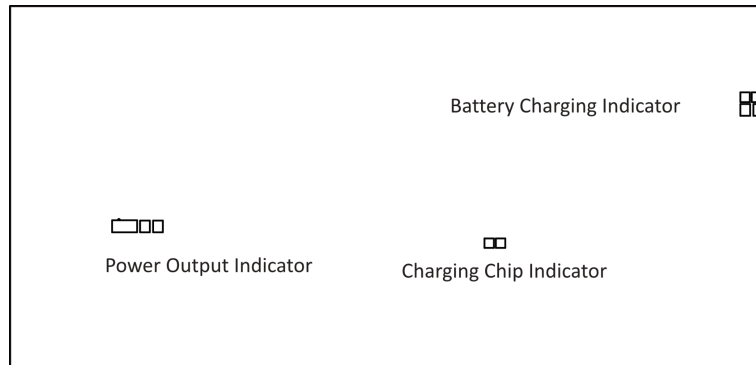 Battery Charging Indicator
Power Output Indicator
Charging Chip Indicator